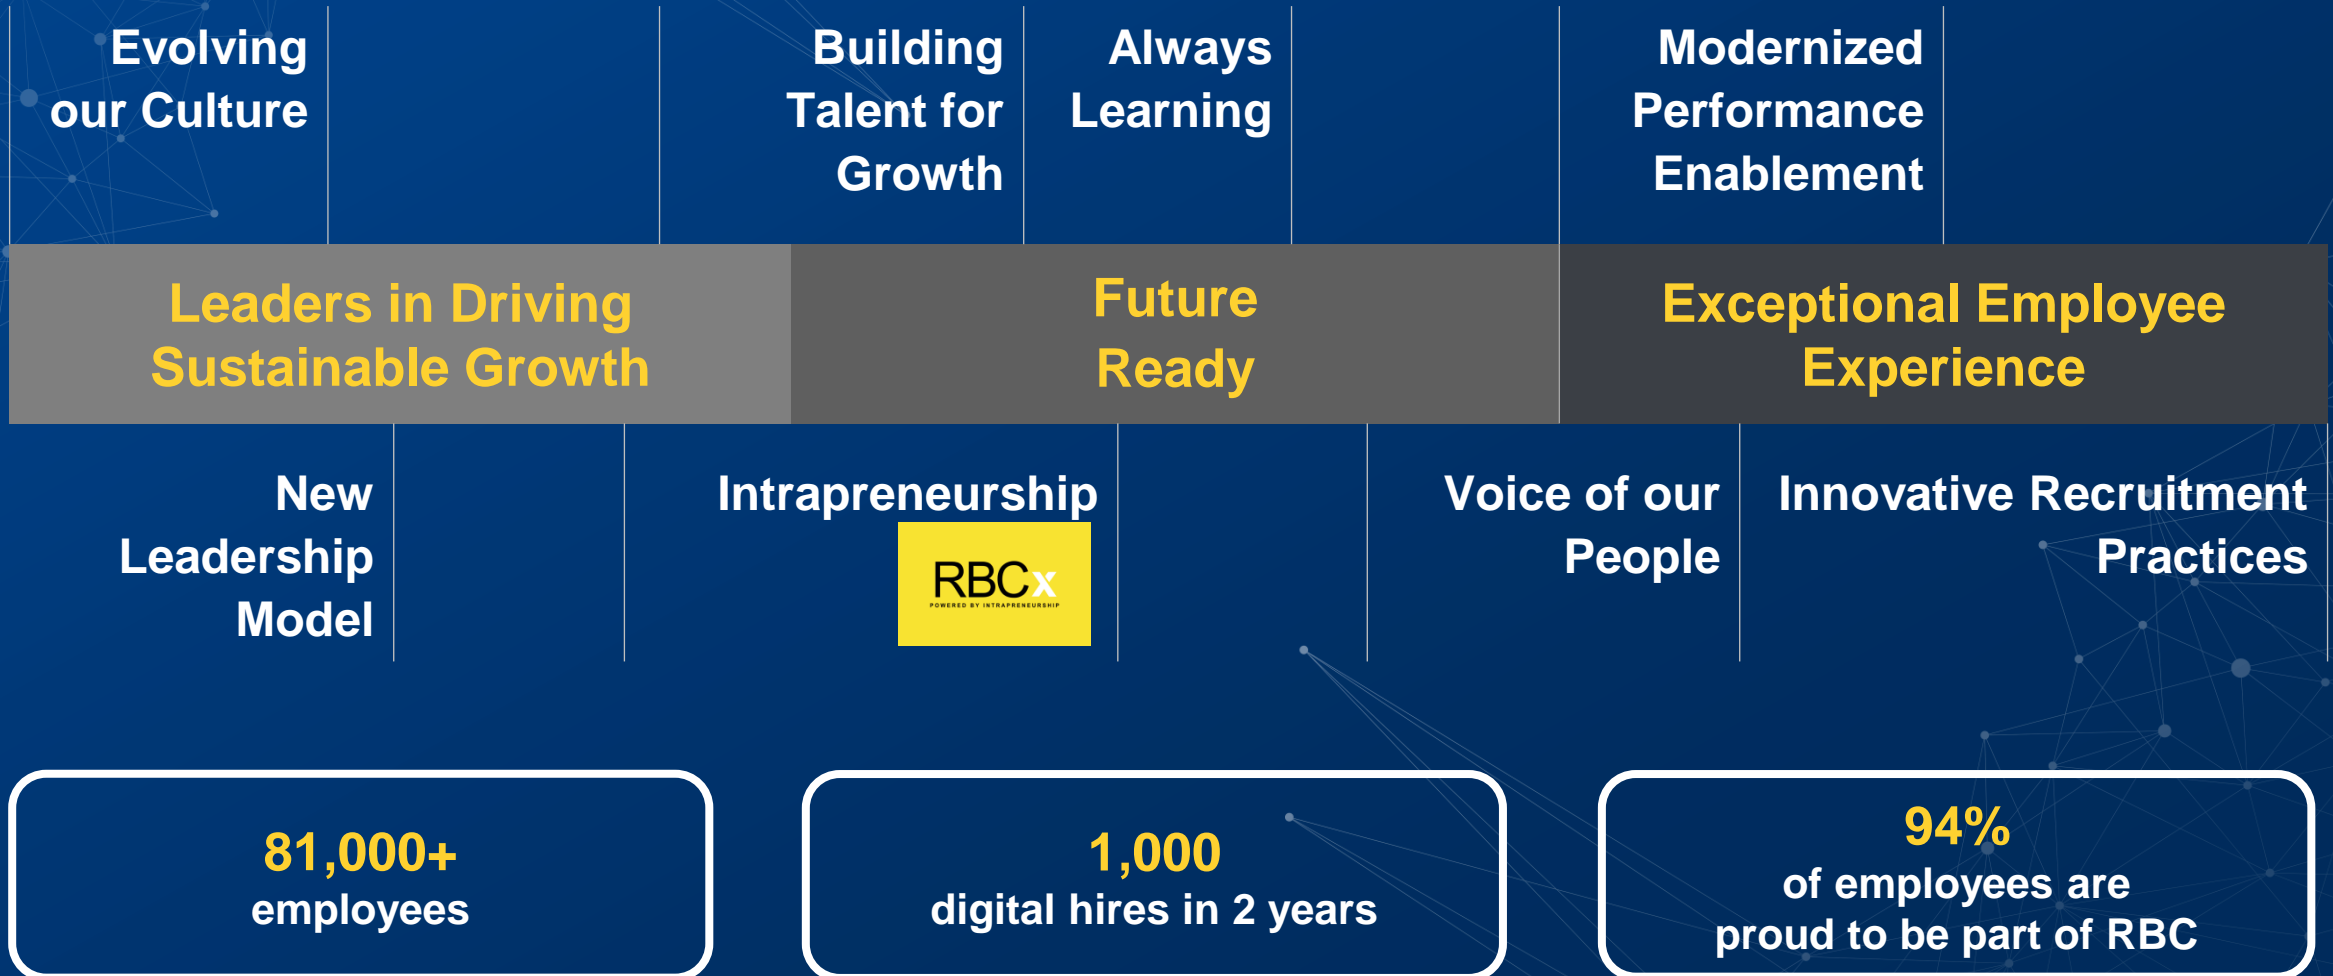 Evolving
our Culture
Building
Talent for
Growth
Always
Learning
Modernized
Performance
Enablement
Leaders in Driving
Sustainable Growth
Future
Ready
Exceptional Employee
Experience
New
Leadership
Model
Intrapreneurship
RBCx
POWERED BY INTRAPRENEURSHIP
Voice of our
People
Innovative Recruitment
Practices
81,000+
employees
1,000
digital hires in 2 years
94%
of employees are
proud to be part of RBC